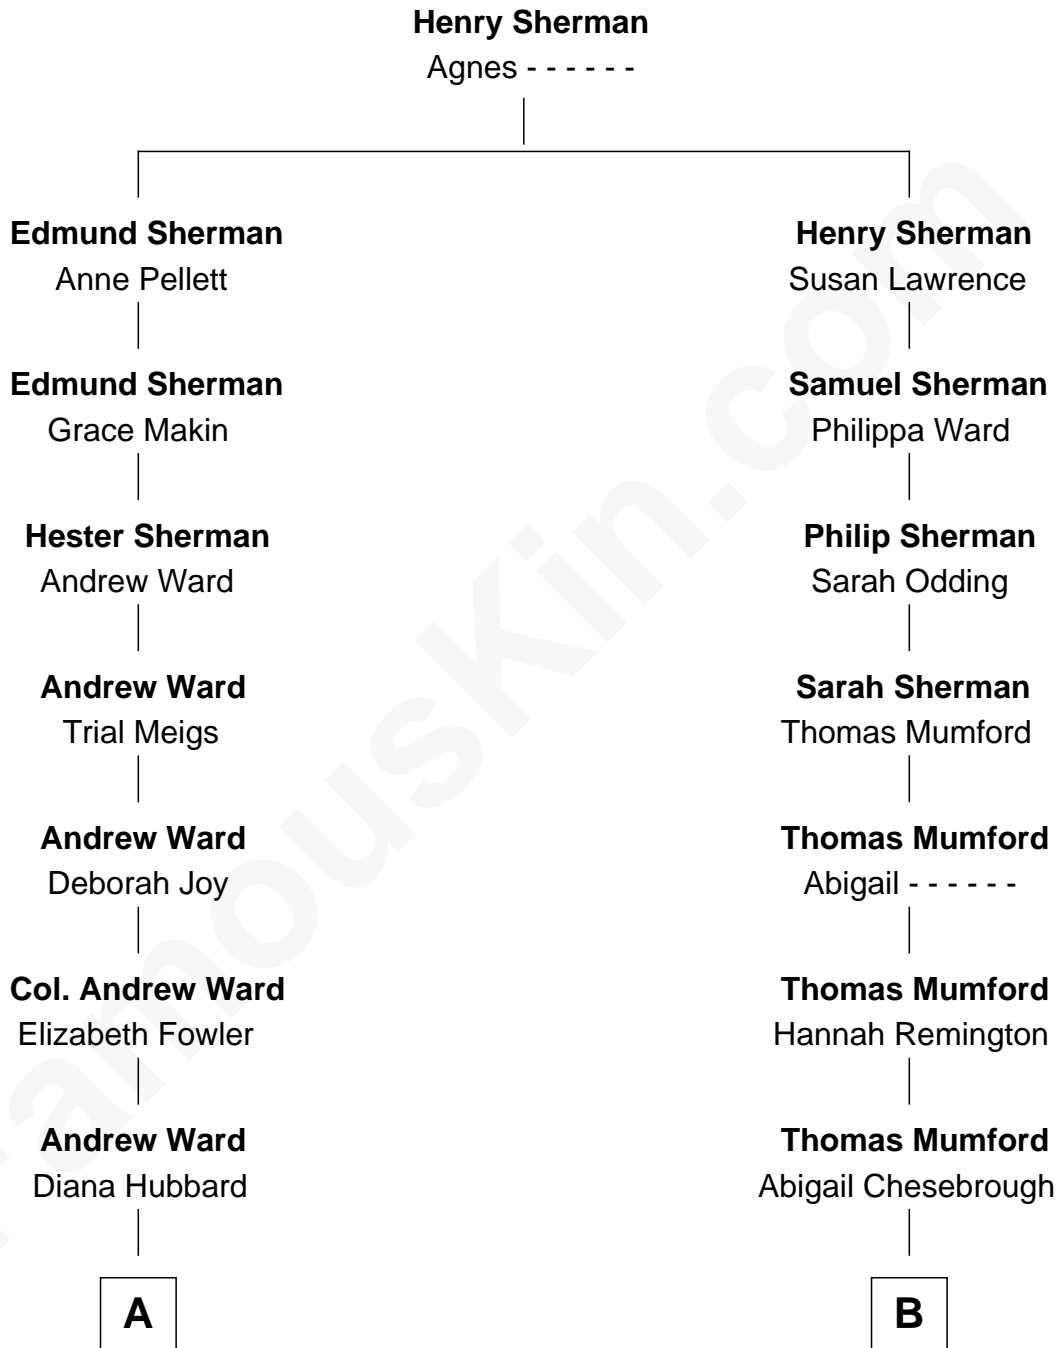 Henry Sherman
Agnes - - - - - -
Edmund Sherman
Anne Pellett
Henry Sherman
Susan Lawrence
Edmund Sherman
Grace Makin
Samuel Sherman
Philippa Ward
Hester Sherman
Andrew Ward
Philip Sherman
Sarah Odding
Andrew Ward
Trial Meigs
Sarah Sherman
Thomas Mumford
Andrew Ward
Deborah Joy
Thomas Mumford
Abigail - - - - - -
Col. Andrew Ward
Elizabeth Fowler
Thomas Mumford
Hannah Remington
Andrew Ward
Diana Hubbard
Thomas Mumford
Abigail Chesebrough
A
B
FamousKin.com